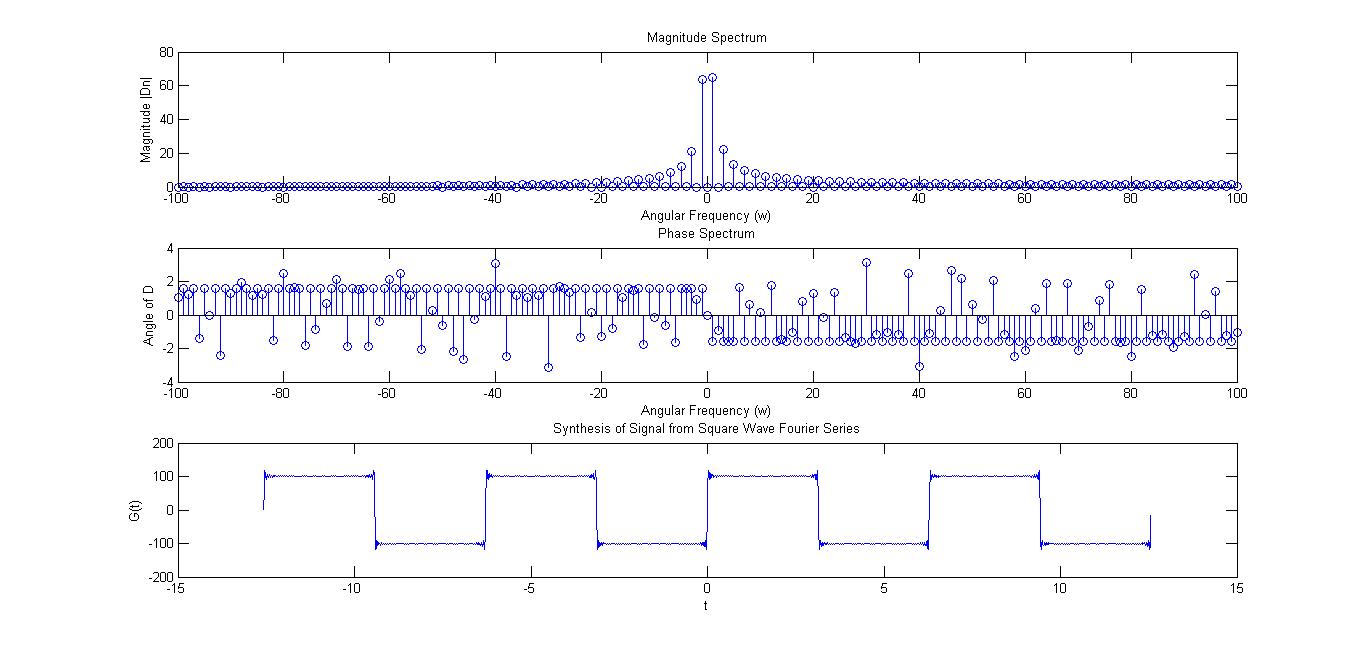 Magnitude Spectrum
Magnitude |Dn|
80
60
40
20
0
-100 -80 -60 -40 -20 0 20 40 60 80 100
Angular Frequency (w)
Phase Spectrum
Angle of D
4
2
0
-2
-4
-100 -80 -60 -40 -20 0 20 40 60 80 100
Angular Frequency (w)
Synthesis of Signal from Square Wave Fourier Series
G(t)
200
100
0
-100
-200
-15 -10 -5 0 5 10 15
t